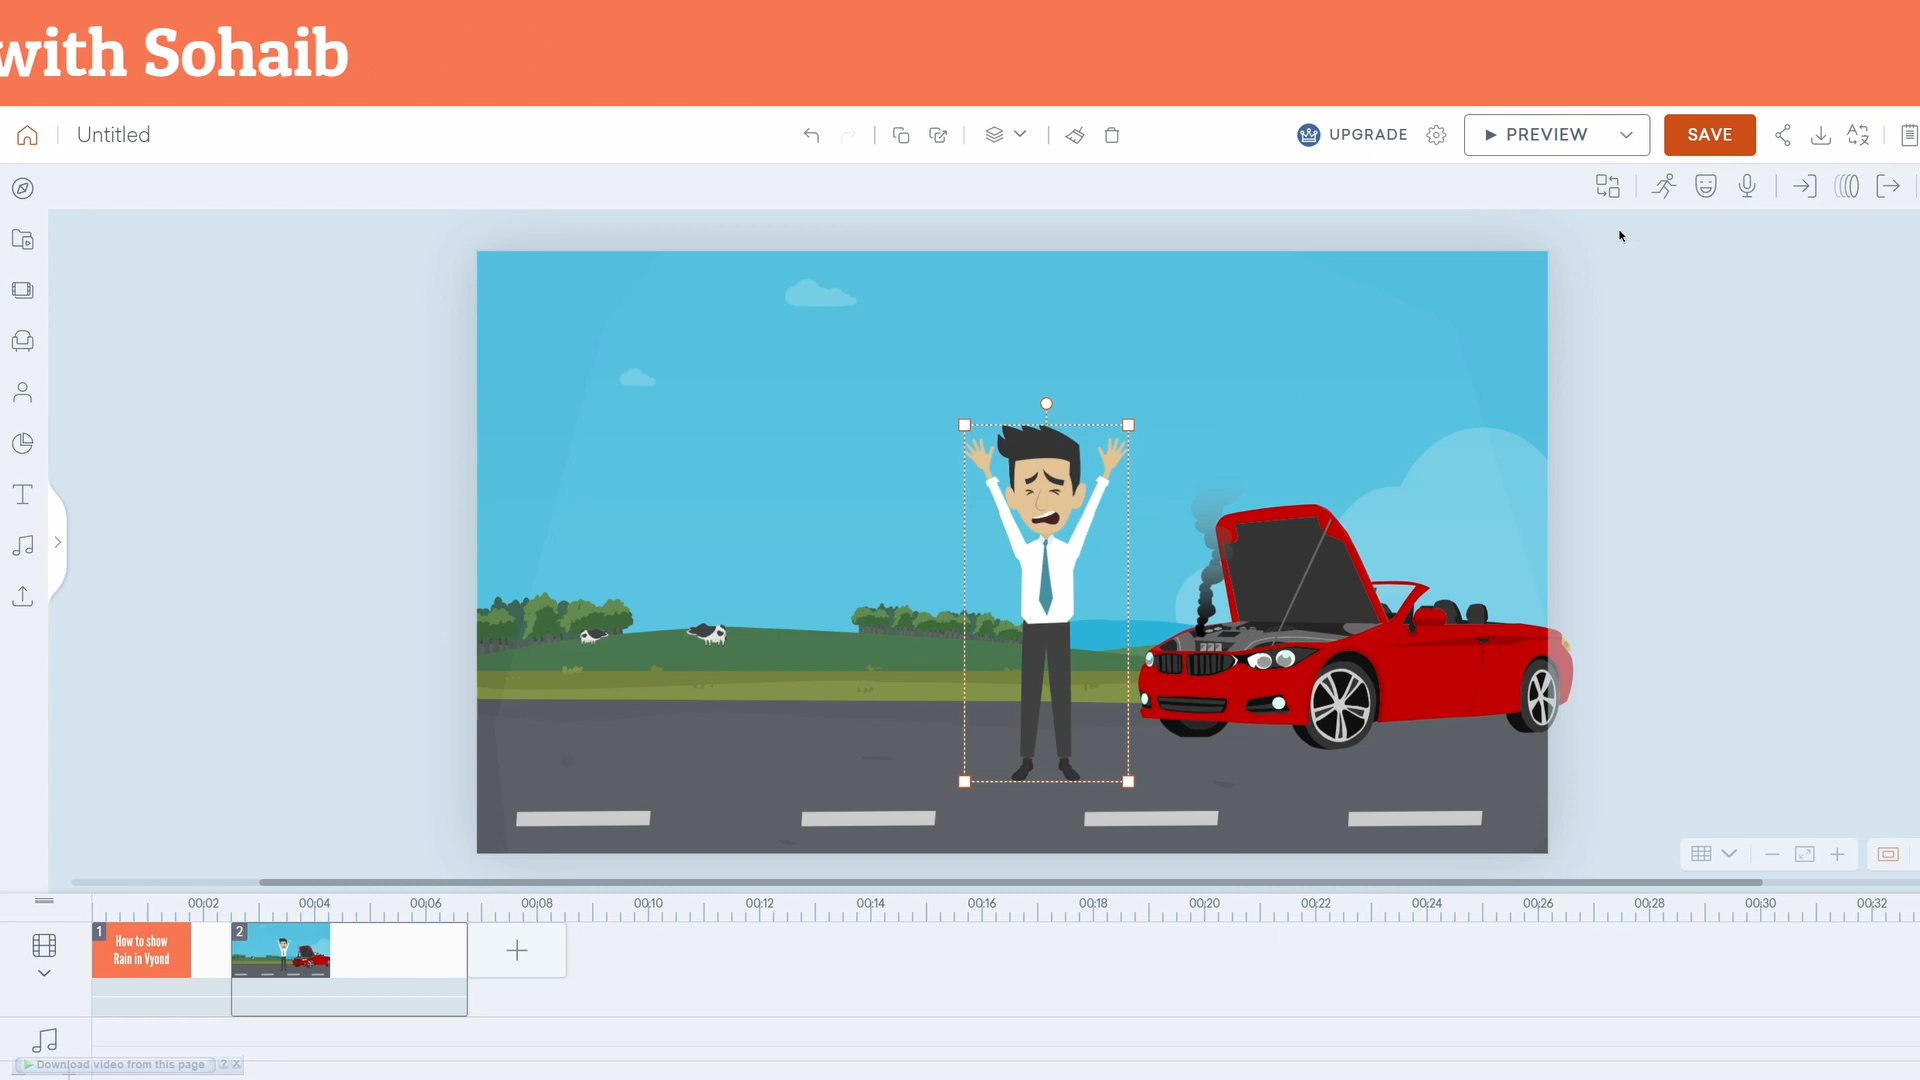 with Sohaib
Untitled
UPGRADE
PREVIEW
SAVE
00:02
00:04
00:06
00:08
00:10
00:12
00:14
00:16
00:18
00:20
00:22
00:24
00:26
00:28
00:30
00:32
1
How to show
Rain in Vyond
2
Download video from this page
?
X